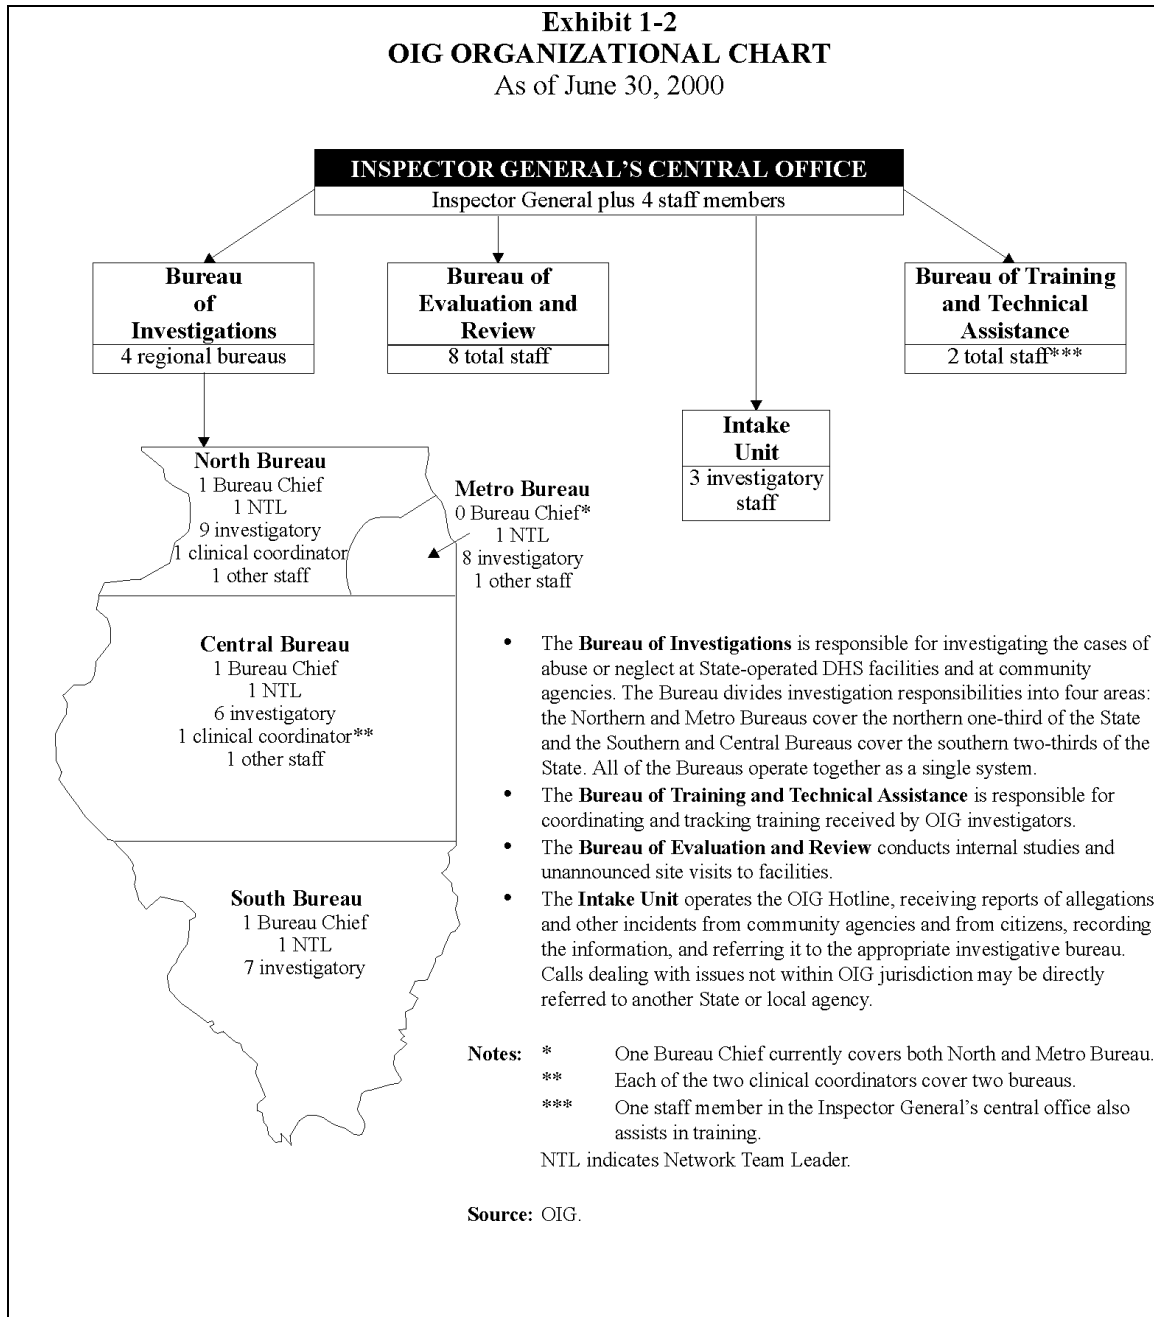 Exhibit 1-2
OIG ORGANIZATIONAL CHART
As of June 30, 2000
INSPECTOR GENERAL'S CENTRAL OFFICE
Inspector General plus 4 staff members
Bureau
of
Investigations
4 regional bureaus
Bureau of
Evaluation and
Review
8 total staff
Bureau of Training
and Technical
Assistance
2 total staff***
Intake
Unit
3 investigatory
staff
North Bureau
1 Bureau Chief
1 NTL
9 investigatory
1 clinical coordinator
1 other staff
Metro Bureau
0 Bureau Chief*
1 NTL
8 investigatory
1 other staff
Central Bureau
1 Bureau Chief
1 NTL
6 investigatory
1 clinical coordinator**
1 other staff
South Bureau
1 Bureau Chief
1 NTL
7 investigatory
• The Bureau of Investigations is responsible for investigating the cases of
abuse or neglect at State-operated DHS facilities and at community
agencies. The Bureau divides investigation responsibilities into four areas:
the Northern and Metro Bureaus cover the northern one-third of the State
and the Southern and Central Bureaus cover the southern two-thirds of the
State. All of the Bureaus operate together as a single system.
• The Bureau of Training and Technical Assistance is responsible for
coordinating and tracking training received by OIG investigators.
• The Bureau of Evaluation and Review conducts internal studies and
unannounced site visits to facilities.
• The Intake Unit operates the OIG Hotline, receiving reports of allegations
and other incidents from community agencies and from citizens, recording
the information, and referring it to the appropriate investigative bureau.
Calls dealing with issues not within OIG jurisdiction may be directly
referred to another State or local agency.
Notes: * One Bureau Chief currently covers both North and Metro Bureau.
** Each of the two clinical coordinators cover two bureaus.
*** One staff member in the Inspector General's central office also
assists in training.
NTL indicates Network Team Leader.
Source: OIG.